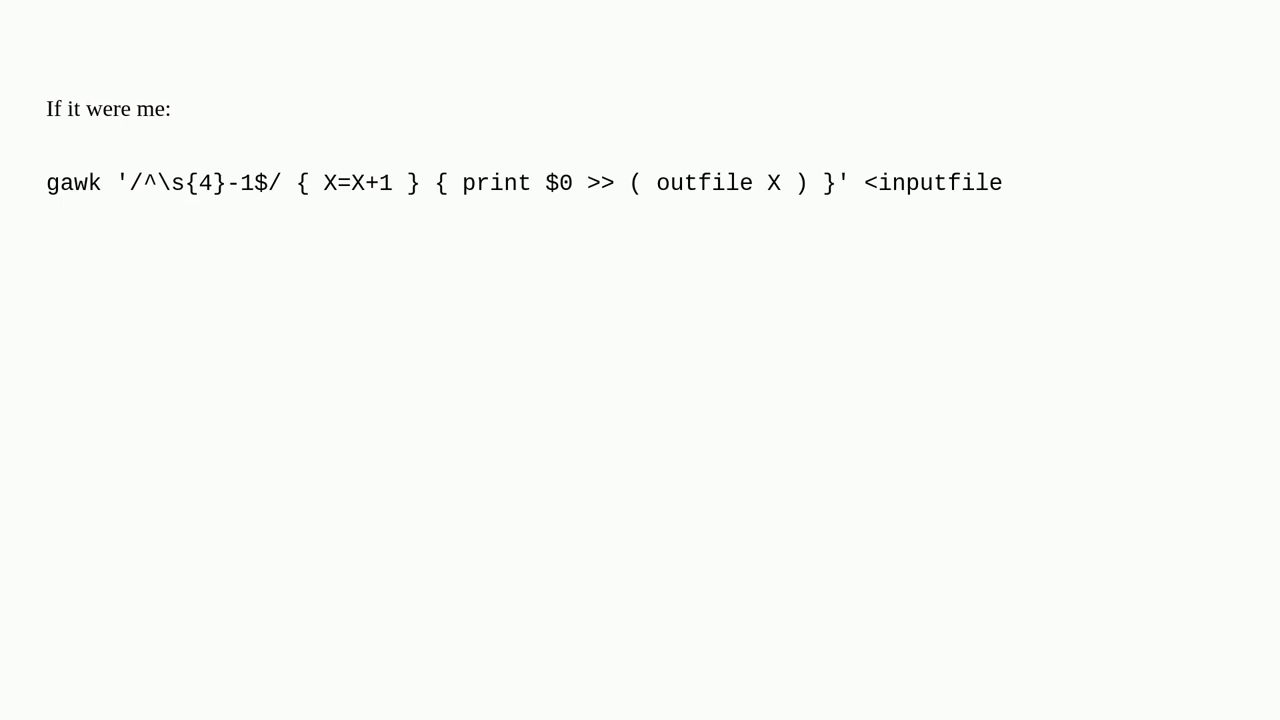 If it were me:
gawk '/^\s{4}-1$/ { X=X+1 } { print $0 >> ( outfile X ) }' <inputfile